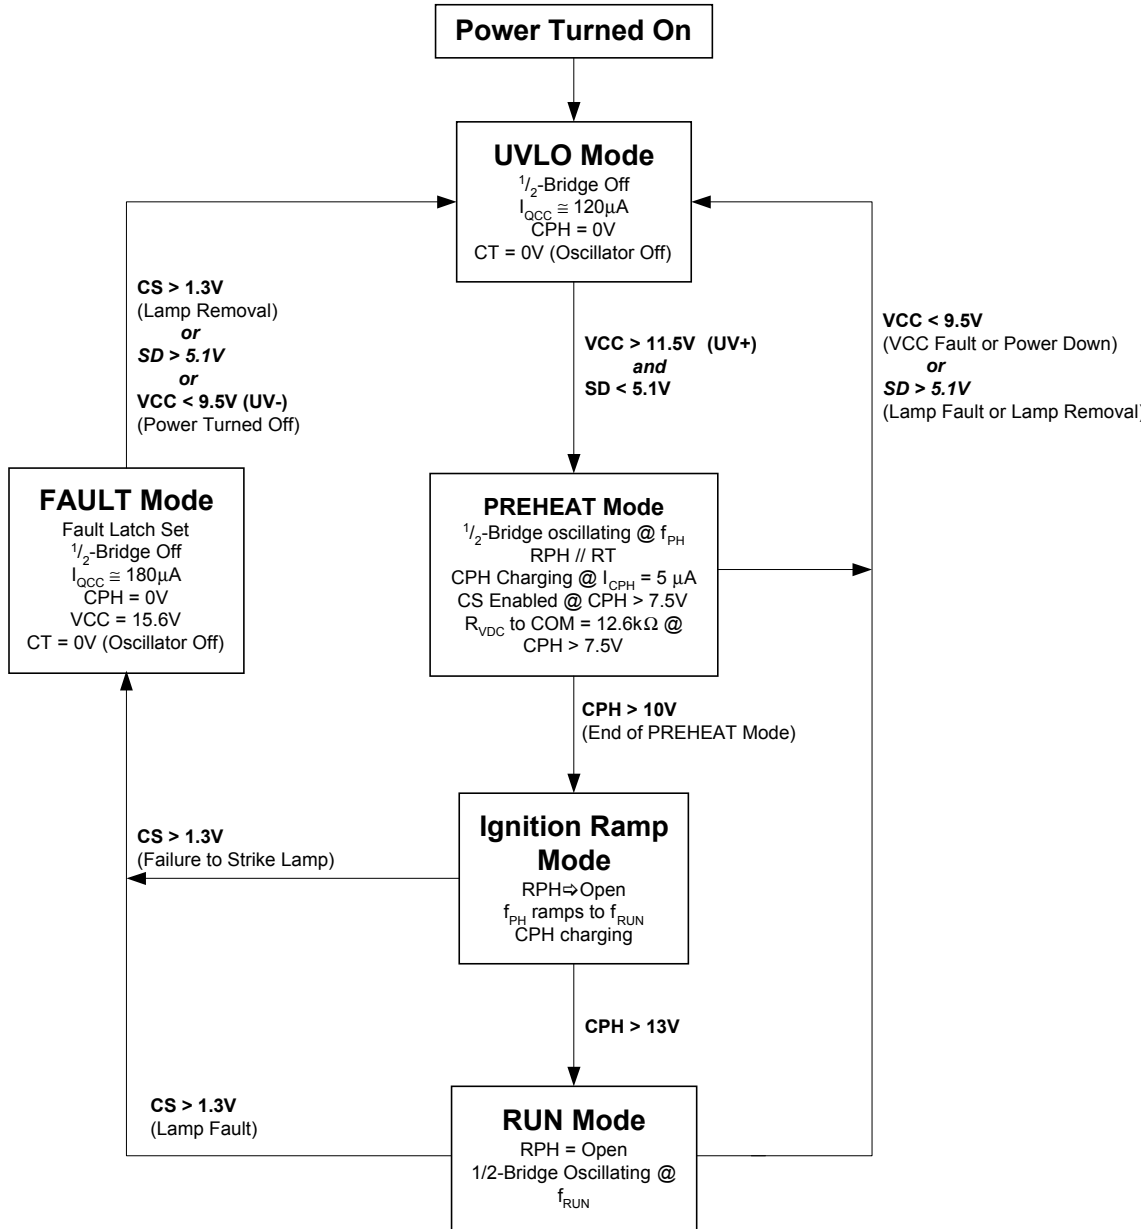 Power Turned On
UVLO Mode
1/2-Bridge Off
IQCC ≅ 120μA
CPH = 0V
CT = 0V (Oscillator Off)
CS > 1.3V
(Lamp Removal)
or
SD > 5.1V
or
VCC < 9.5V (UV-)
(Power Turned Off)
VCC > 11.5V (UV+)
and
SD < 5.1V
VCC < 9.5V
(VCC Fault or Power Down)
or
SD > 5.1V
(Lamp Fault or Lamp Removal)
FAULT Mode
Fault Latch Set
1/2-Bridge Off
IQCC ≅ 180μA
CPH = 0V
VCC = 15.6V
CT = 0V (Oscillator Off)
PREHEAT Mode
1/2-Bridge oscillating @ fPH
RPH // RT
CPH Charging @ ICPH = 5 μA
CS Enabled @ CPH > 7.5V
RVDC to COM = 12.6kΩ @
CPH > 7.5V
CPH > 10V
(End of PREHEAT Mode)
CS > 1.3V
(Failure to Strike Lamp)
Ignition Ramp
Mode
RPH⇨Open
fPH ramps to fRUN
CPH charging
CPH > 13V
CS > 1.3V
(Lamp Fault)
RUN Mode
RPH = Open
1/2-Bridge Oscillating @
fRUN